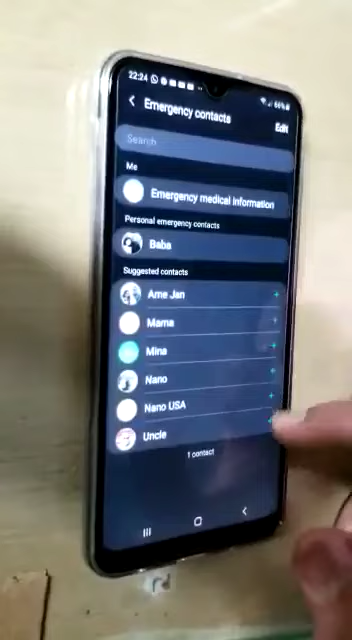 22:24
66%
Emergency contacts
Edit
Search
Me
Emergency medical information
Personal emergency contacts
Baba
Suggested contacts
Ame Jan
Mama
Mina
Nano
Nano USA
Uncle
1 contact